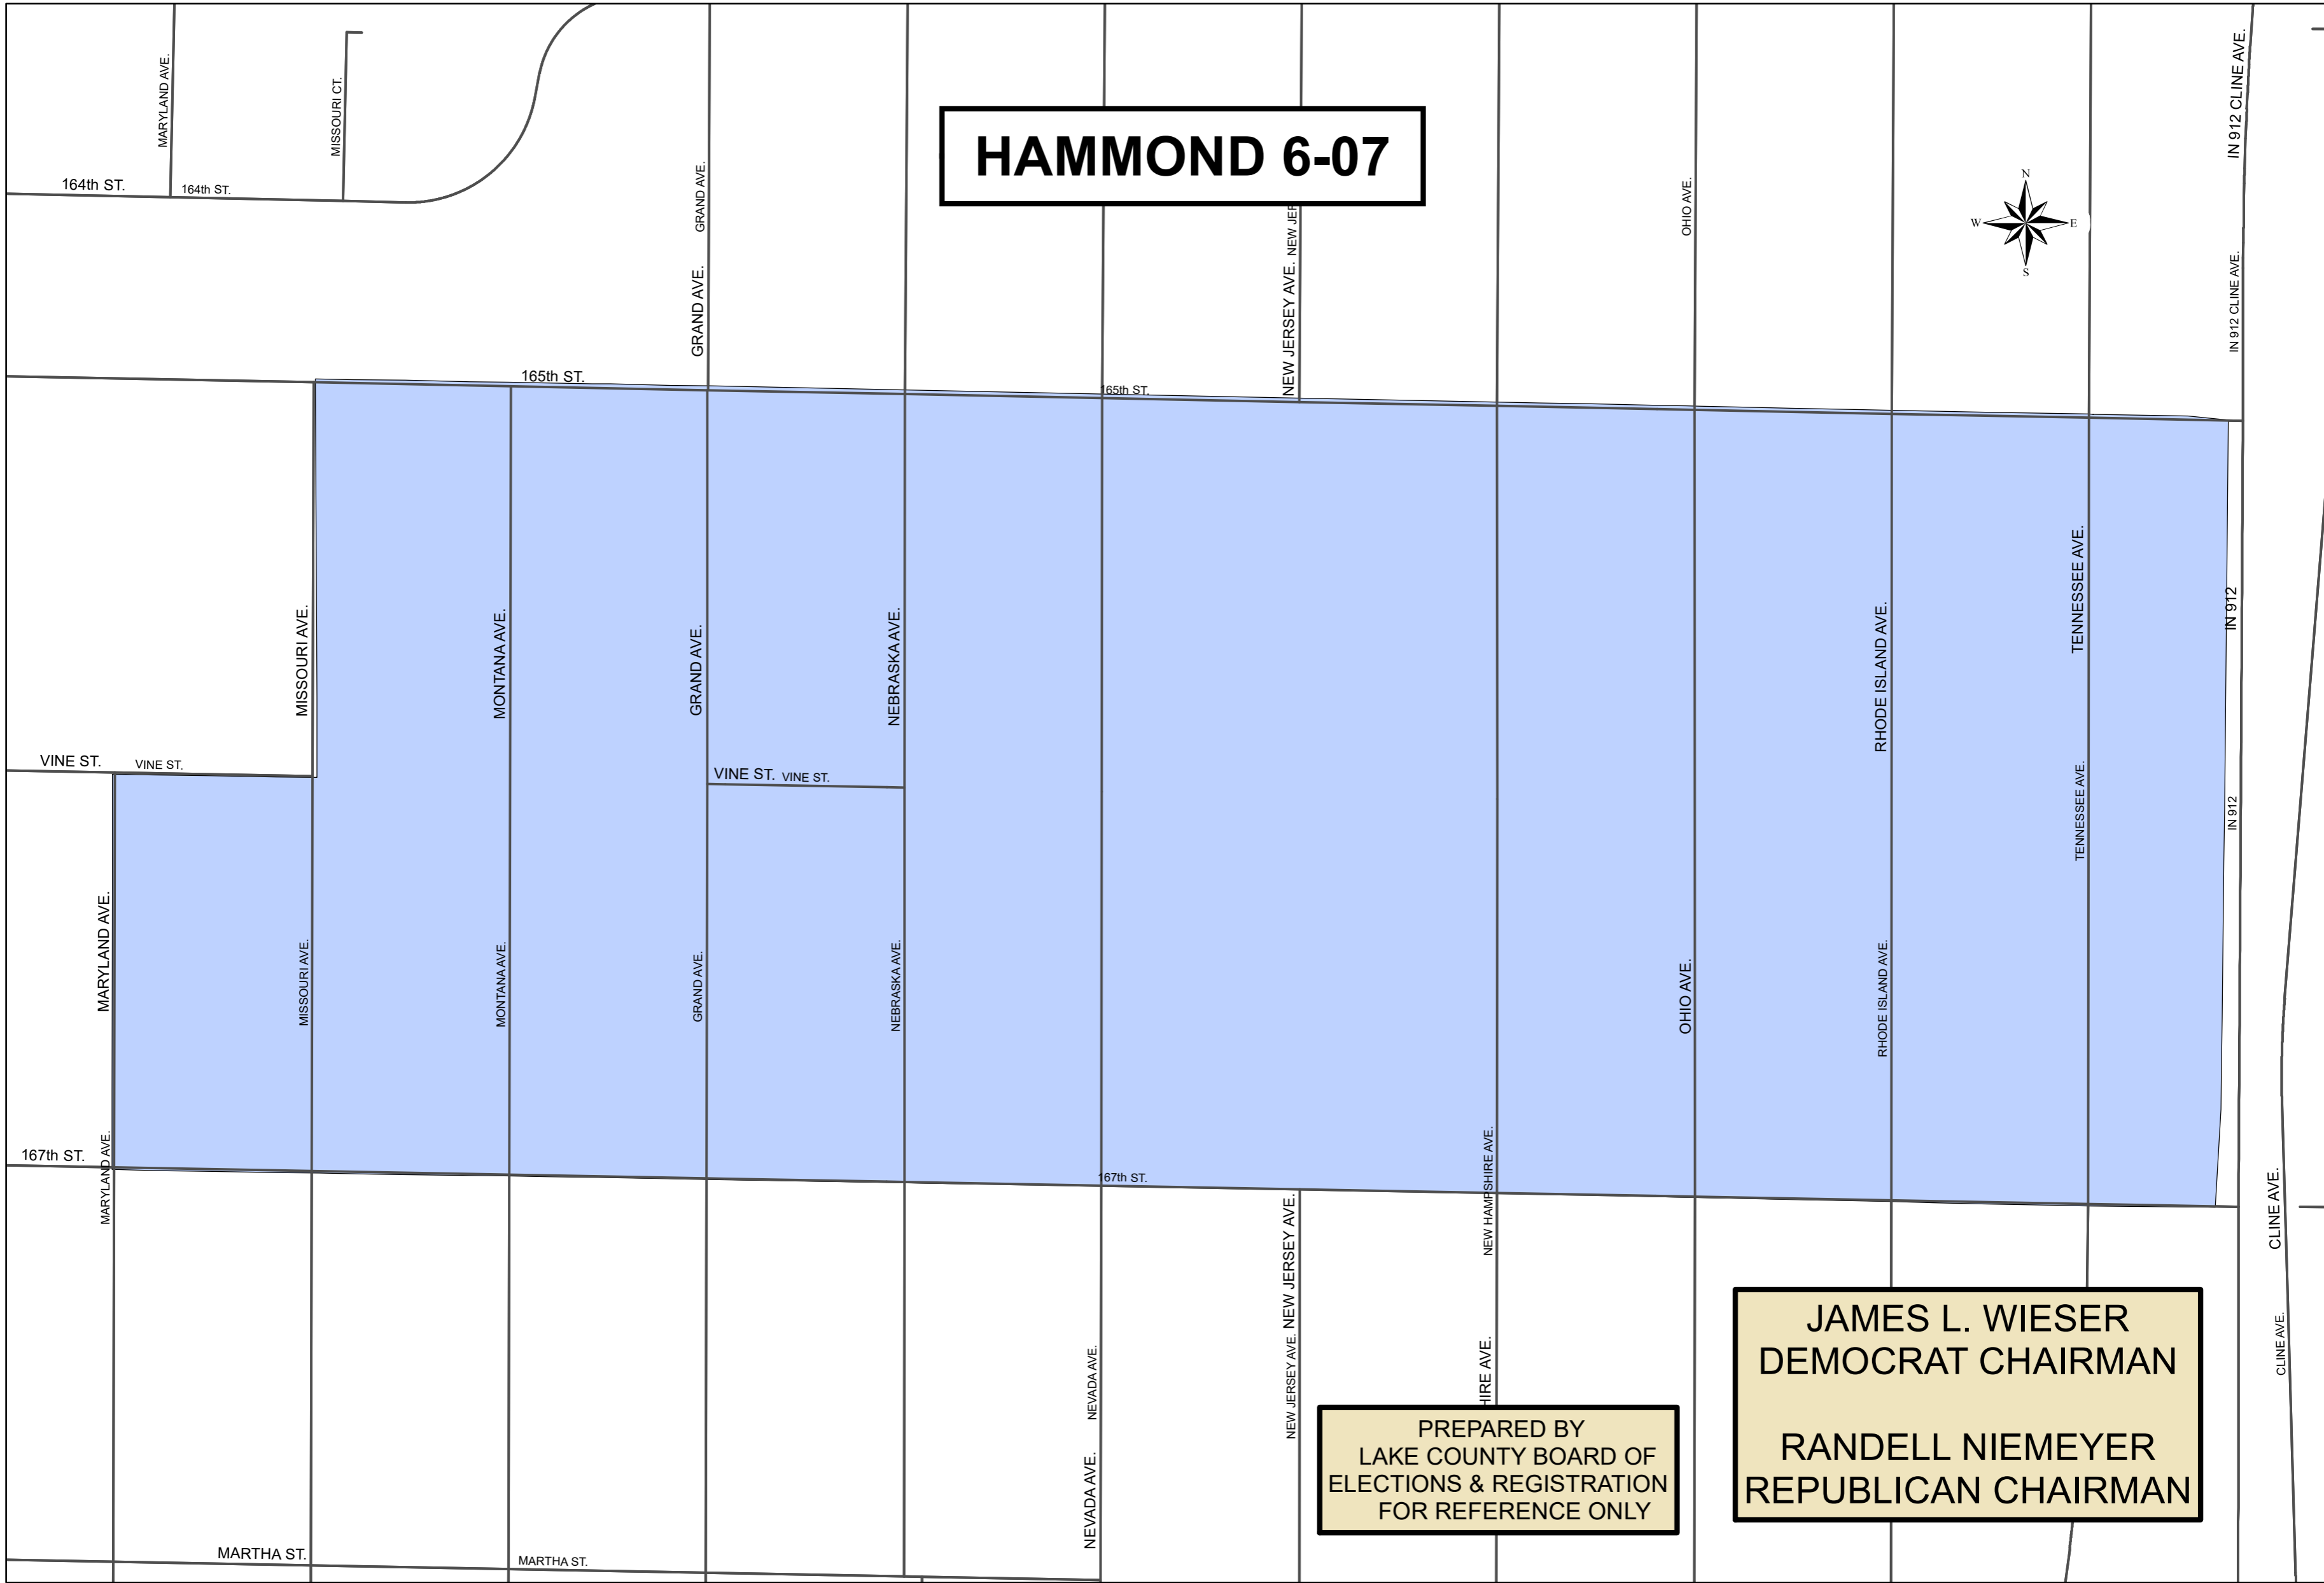 MARYLAND AVE.
MISSOURI CT.
IN 912 CLINE AVE.
HAMMOND 6-07
164th ST.
164th ST.
GRAND AVE.
NEW JER
OHIO AVE.
N
W
E
S
GRAND AVE.
NEW JERSEY AVE.
IN 912 CLINE AVE.
165th ST.
165th ST.
MISSOURI AVE.
MONTANA AVE.
GRAND AVE.
NEBRASKA AVE.
RHODE ISLAND AVE.
TENNESSEE AVE.
IN 912
VINE ST.
VINE ST.
VINE ST.
VINE ST.
TENNESSEE AVE.
IN 912
MARYLAND AVE.
MISSOURI AVE.
MONTANA AVE.
GRAND AVE.
NEBRASKA AVE.
OHIO AVE.
RHODE ISLAND AVE.
167th ST.
MARYLAND AVE.
167th ST.
NEW HAMPSHIRE AVE.
NEW JERSEY AVE.
CLINE AVE.
NEVADA AVE.
NEW JERSEY AVE.
HIRE AVE.
CLINE AVE.
JAMES L. WIESER
DEMOCRAT CHAIRMAN
RANDELL NIEMEYER
REPUBLICAN CHAIRMAN
PREPARED BY
LAKE COUNTY BOARD OF
ELECTIONS & REGISTRATION
FOR REFERENCE ONLY
NEVADA AVE.
MARTHA ST.
MARTHA ST.